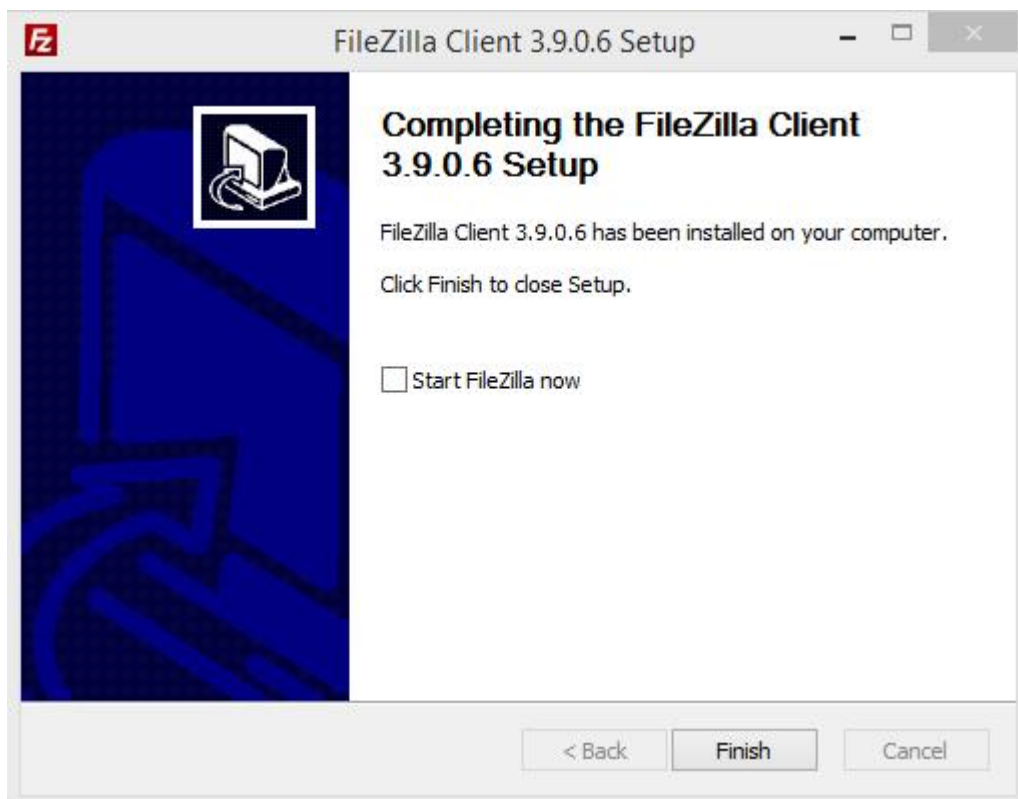 Fz
FileZilla Client 3.9.0.6 Setup
Completing the FileZilla Client
3.9.0.6 Setup
FileZilla Client 3.9.0.6 has been installed on your computer.
Click Finish to close Setup.
Start FileZilla now
< Back
Finish
Cancel